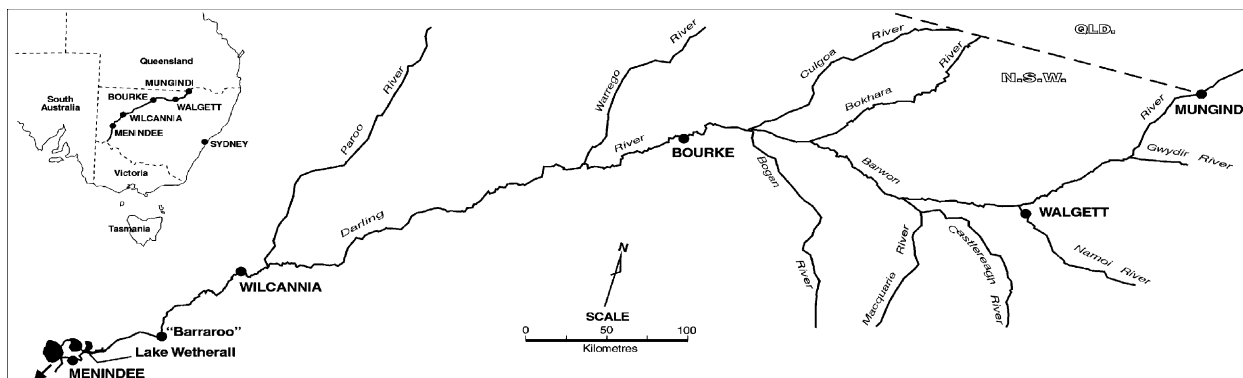 Queensland
MUNGINDI
BOURKE
WALGETT
South
Australia
WILCANNIA
MENINDEE
SYDNEY
Victoria
Tasmania
Paroo River
Warrego River
Culgoa River
Bokhara River
QLD.
N.S.W.
River
MUNGIND
Gwydir River
Darling River
BOURKE
Bogan River
Barwon
WALGETT
Namoi River
Macquarie River
Castlereagh River
WILCANNIA
N
SCALE
0 50 100
Kilometres
"Barraroo"
Lake Wetherall
MENINDEE